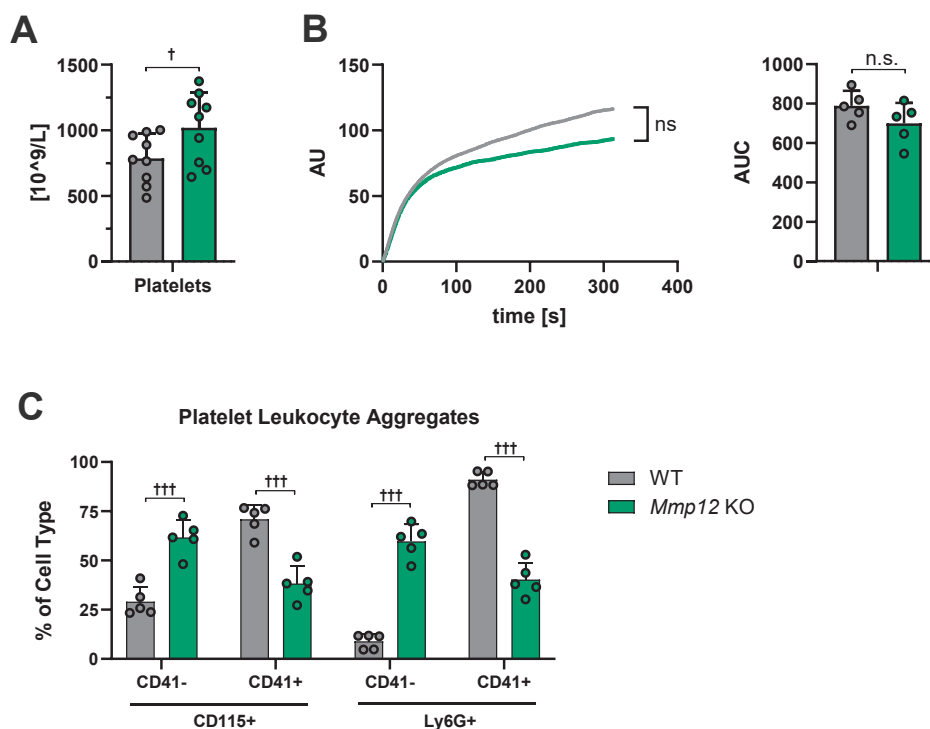 A
[10^9/L]
1500
1000
500
0
†
Platelets
B
AU
150
100
50
0
0 100 200 300 400
time [s]
ns
AUC
1000
800
600
400
200
0
n.s.
C
Platelet Leukocyte Aggregates
% of Cell Type
100
75
50
25
0
††† ††† ††† †††
CD41- CD41+ CD41- CD41+
CD115+ Ly6G+
WT
Mmp12 KO